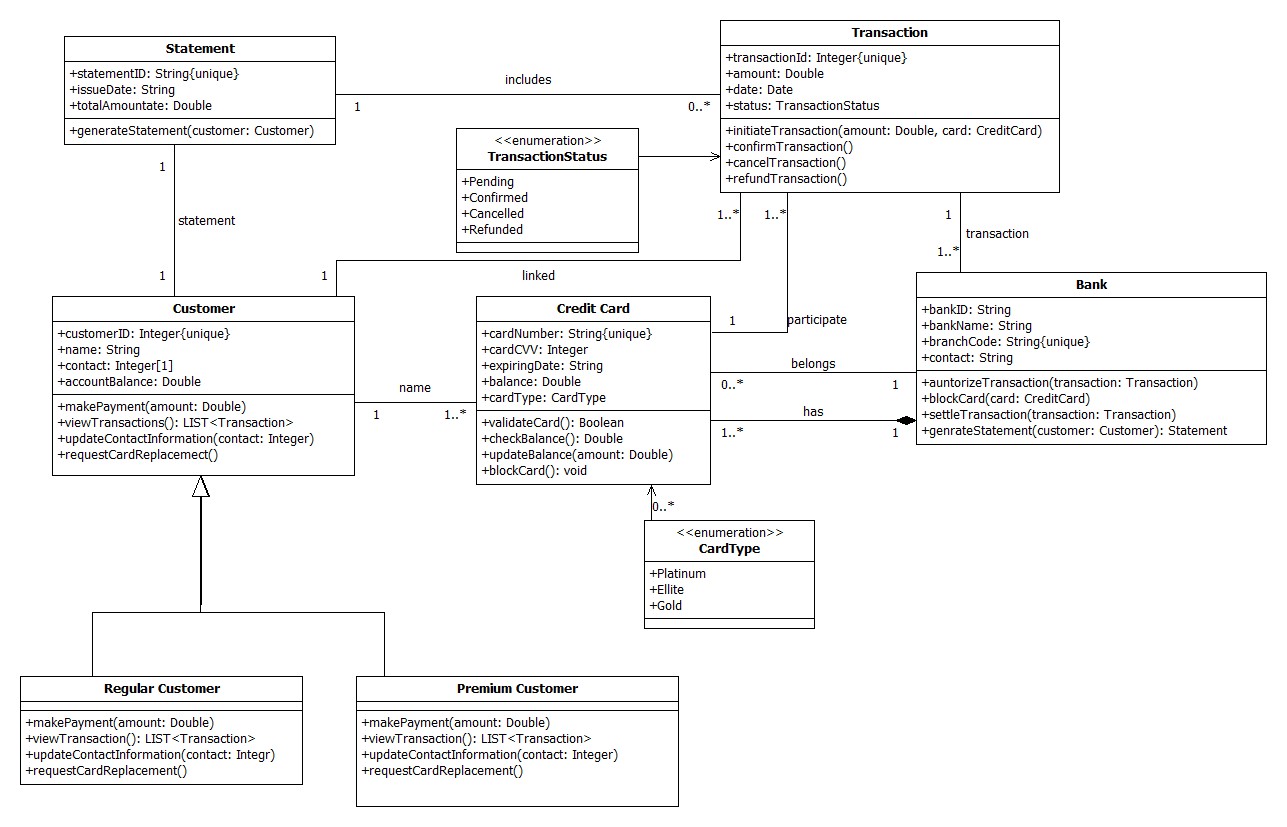 Statement
+statementID: String{unique}
+issueDate: String
+totalAmountate: Double
+generateStatement(customer: Customer)
includes
1
0..*
Transaction
+transactionId: Integer{unique}
+amount: Double
+date: Date
+status: TransactionStatus
+initiateTransaction(amount: Double, card: CreditCard)
+confirmTransaction()
+cancelTransaction()
+refundTransaction()
<<enumeration>>
TransactionStatus
+Pending
+Confirmed
+Cancelled
+Refunded
1
statement
1
1
linked
1..*
1..*
1
participate
1
transaction
1..*
Customer
+customerID: Integer{unique}
+name: String
+contact: Integer[1]
+accountBalance: Double
+makePayment(amount: Double)
+viewTransactions(): LIST<Transaction>
+updateContactInformation(contact: Integer)
+requestCardReplacemect()
name
1
1..*
Credit Card
+cardNumber: String{unique}
+cardCVV: Integer
+expiringDate: String
+balance: Double
+cardType: CardType
+validateCard(): Boolean
+checkBalance(): Double
+updateBalance(amount: Double)
+blockCard(): void
belongs
0..*
1
has
1..*
1
Bank
+bankID: String
+bankName: String
+branchCode: String{unique}
+contact: String
+auntorizeTransaction(transaction: Transaction)
+blockCard(card: CreditCard)
+settleTransaction(transaction: Transaction)
+genrateStatement(customer: Customer): Statement
0..*
<<enumeration>>
CardType
+Platinum
+Ellite
+Gold
Regular Customer
+makePayment(amount: Double)
+viewTransaction(): LIST<Transaction>
+updateContactInformation(contact: Integr)
+requestCardReplacement()
Premium Customer
+makePayment(amount: Double)
+viewTransaction(): LIST<Transaction>
+updateContactInformation(contact: Integer)
+requestCardReplacement()